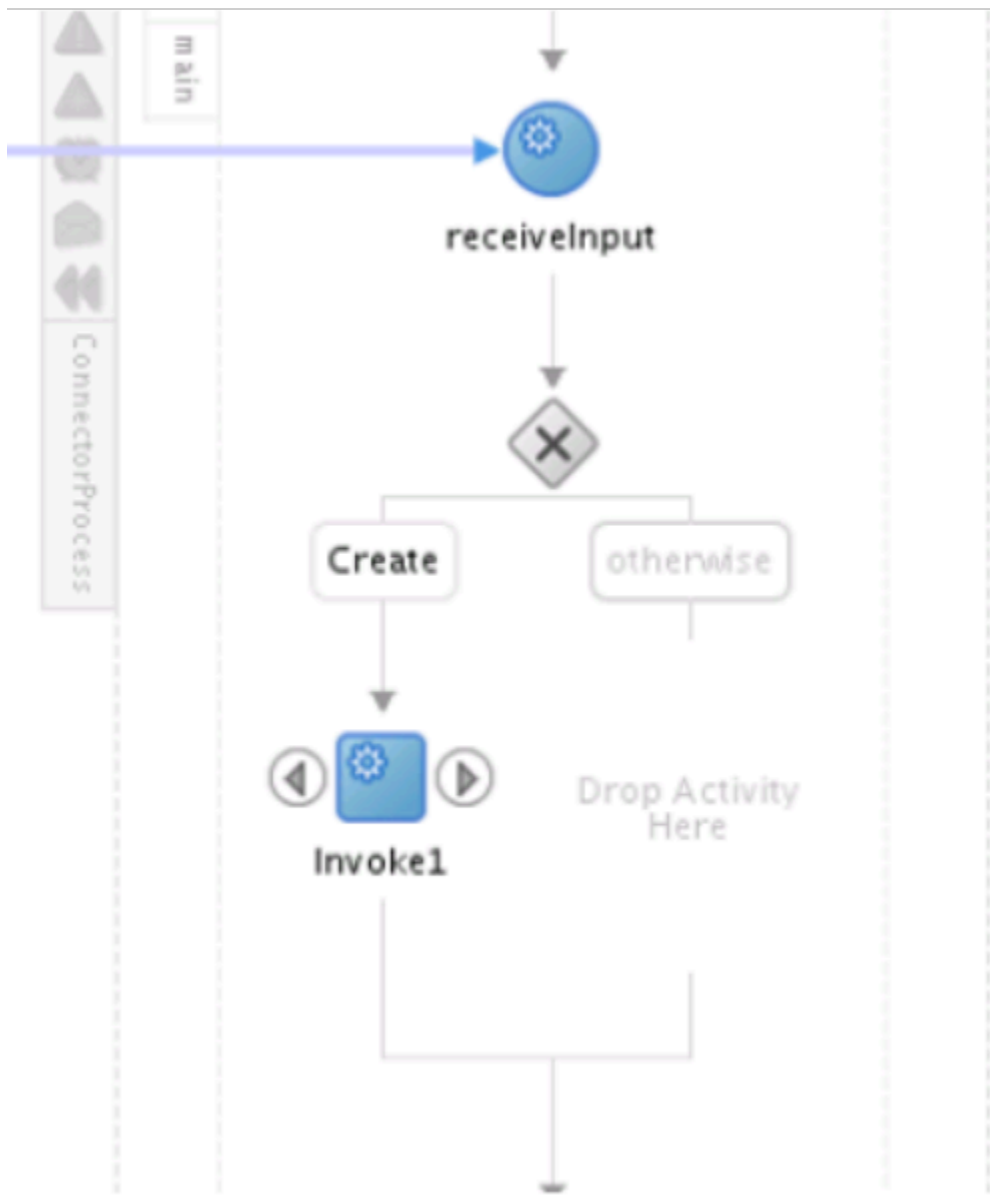 main
receiveInput
ConnectorProcess
Create
otherwise
Drop Activity
Here
Invoke1